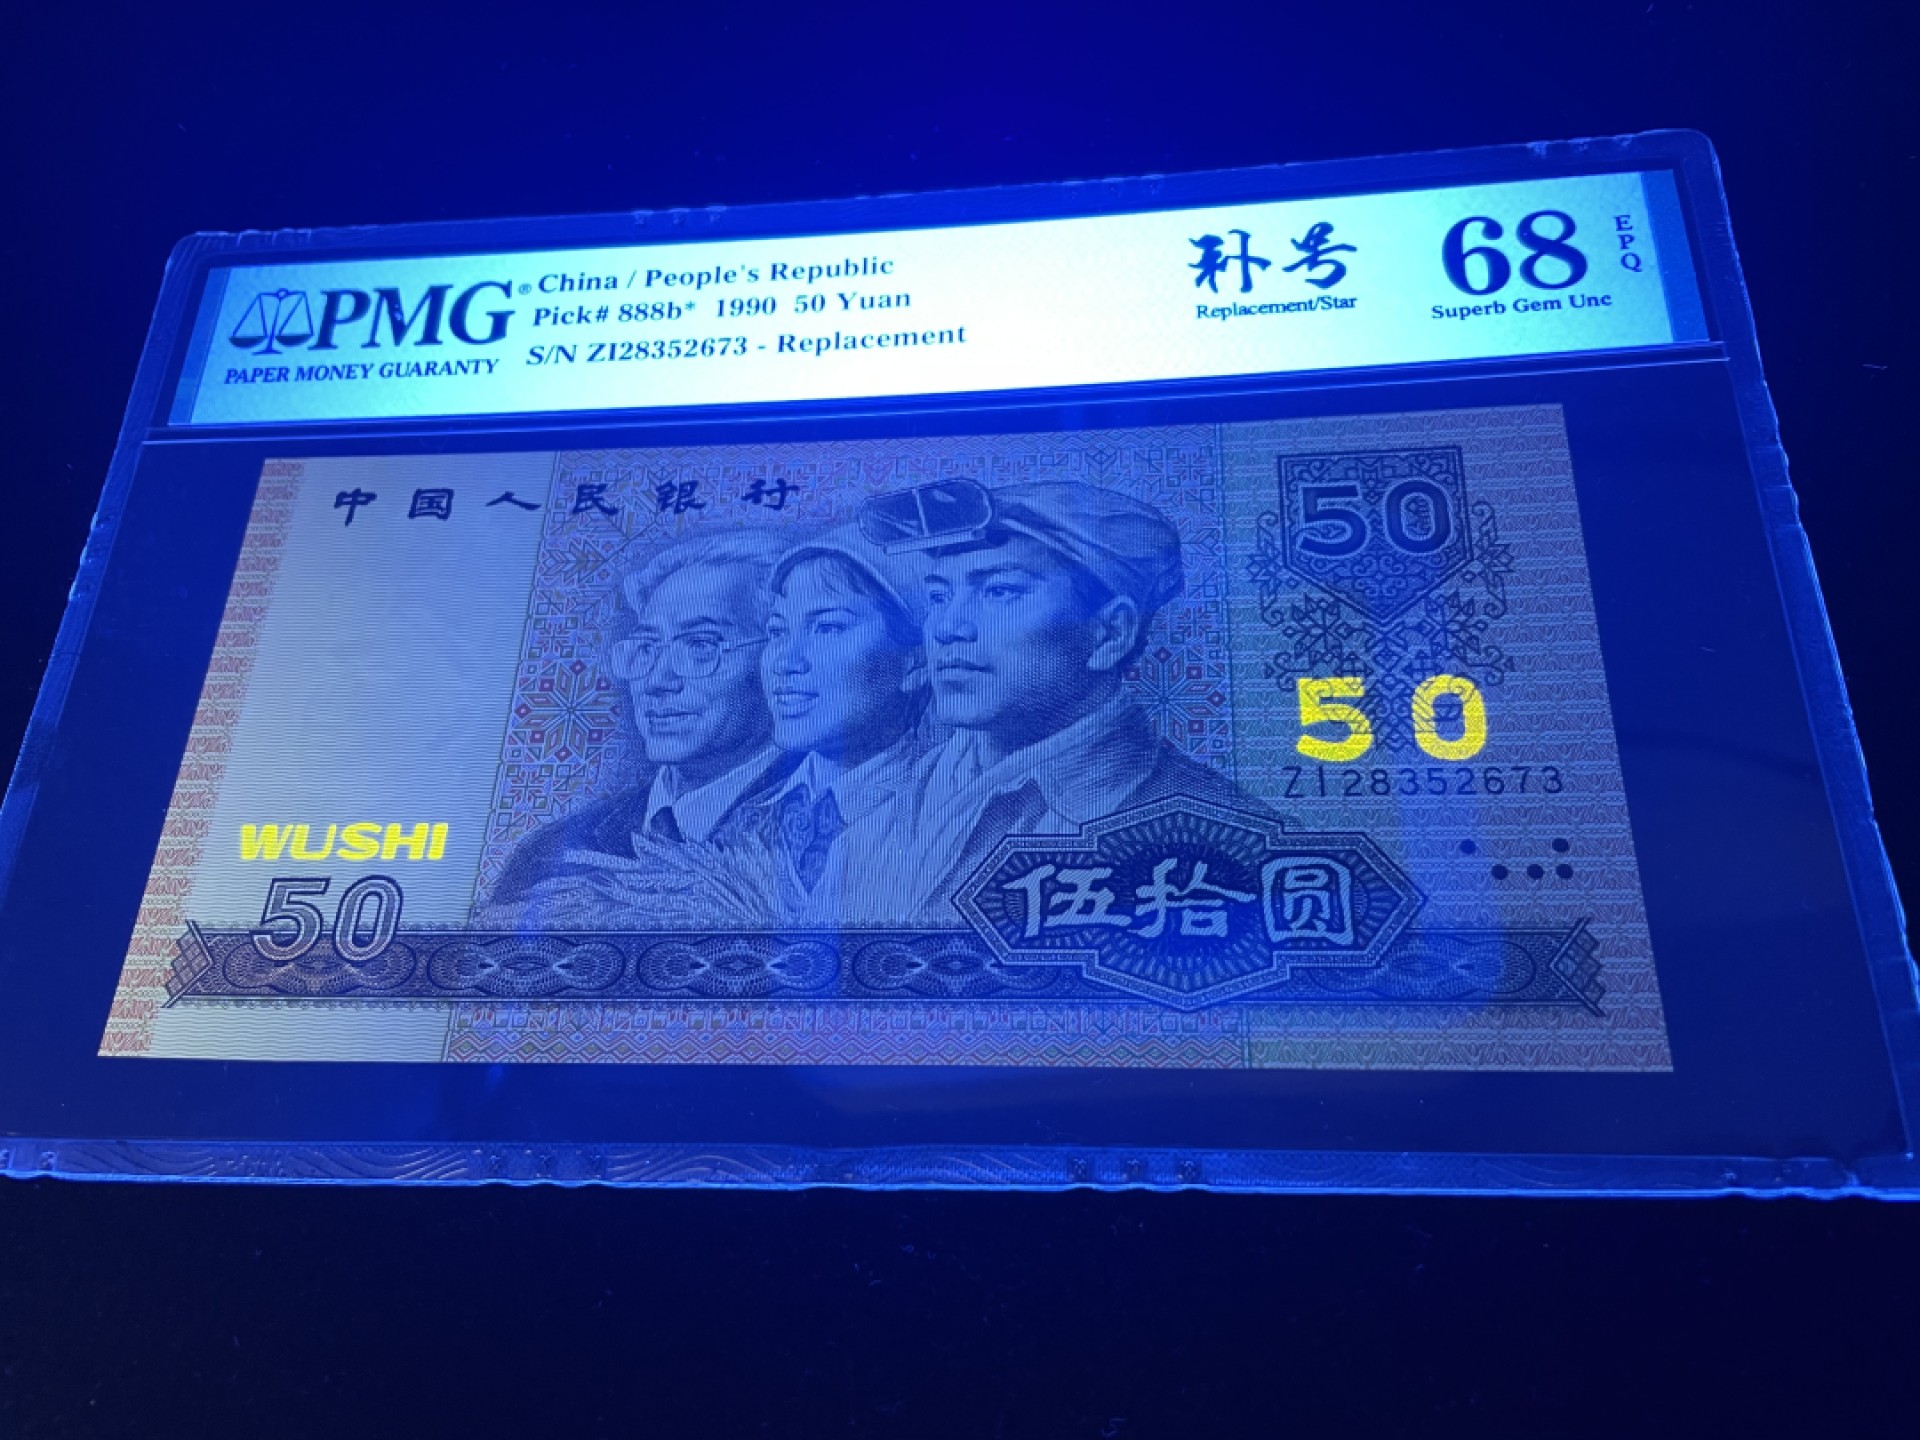 PMG®
PAPER MONEY GUARANTY
China / People's Republic
Pick# 888b* 1990 50 Yuan
S/N ZI28352673 - Replacement
补号
Replacement/Star
68
EPQ
Superb Gem Unc
中国人民银行
50
50
ZI28352673
WUSHI
50
伍拾圆